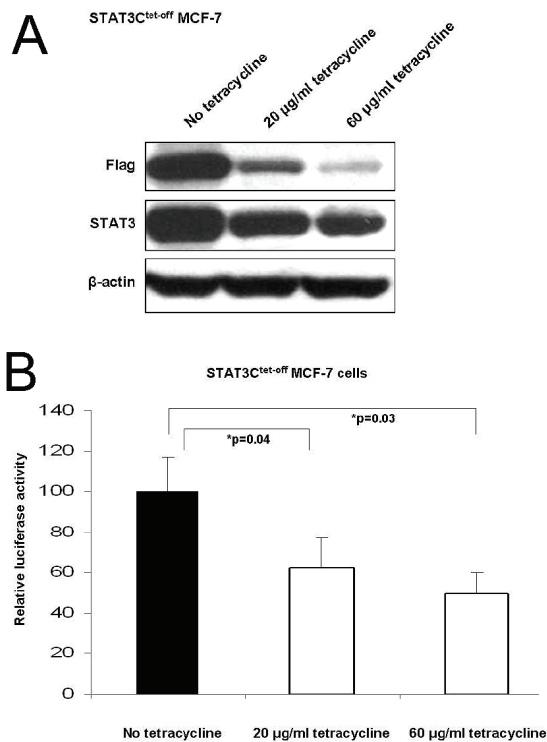 A
STAT3Ctet-off MCF-7
No tetracycline
20 µg/ml tetracycline
60 µg/ml tetracycline
Flag
STAT3
β-actin
B
STAT3Ctet-off MCF-7 cells
140
120
100
80
60
40
20
0
Relative luciferase activity
*p=0.03
*p=0.04
No tetracycline
20 µg/ml tetracycline
60 µg/ml tetracycline